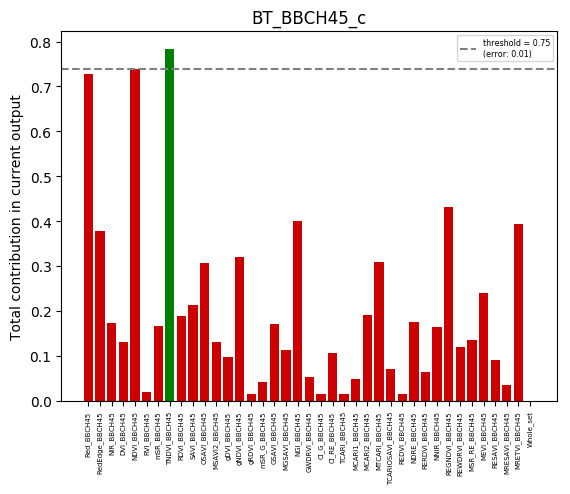 BT_BBCH45_c
threshold = 0.75
(error: 0.01)
Total contribution in current output
0.8
0.7
0.6
0.5
0.4
0.3
0.2
0.1
0.0
Red_BBCH45
RedEdge_BBCH45
NIR_BBCH45
DVI_BBCH45
NDVI_BBCH45
RVI_BBCH45
mSR_BBCH45
TNDVI_BBCH45
NDVI_BBCH45
SAVI_BBCH45
OSAVI_BBCH45
MSAVI2_BBCH45
gDVI_BBCH45
gNDVI_BBCH45
gRDVI_BBCH45
mSR_G_BBCH45
GSAVI_BBCH45
MGSAVI_BBCH45
NGI_BBCH45
GWDRVI_BBCH45
CI_G_BBCH45
CI_RE_BBCH45
TCARI_BBCH45
MCARI1_BBCH45
MCARI2_BBCH45
MTCARI_BBCH45
TCARIOSAVI_BBCH45
REDVI_BBCH45
NDRE_BBCH45
RERDVI_BBCH45
NNIR_BBCH45
REGNDVI_BBCH45
REWDRVI_BBCH45
MSR_RE_BBCH45
MEVI_BBCH45
RESAVI_BBCH45
MRESAVI_BBCH45
MRETVI_BBCH45
Whole_set